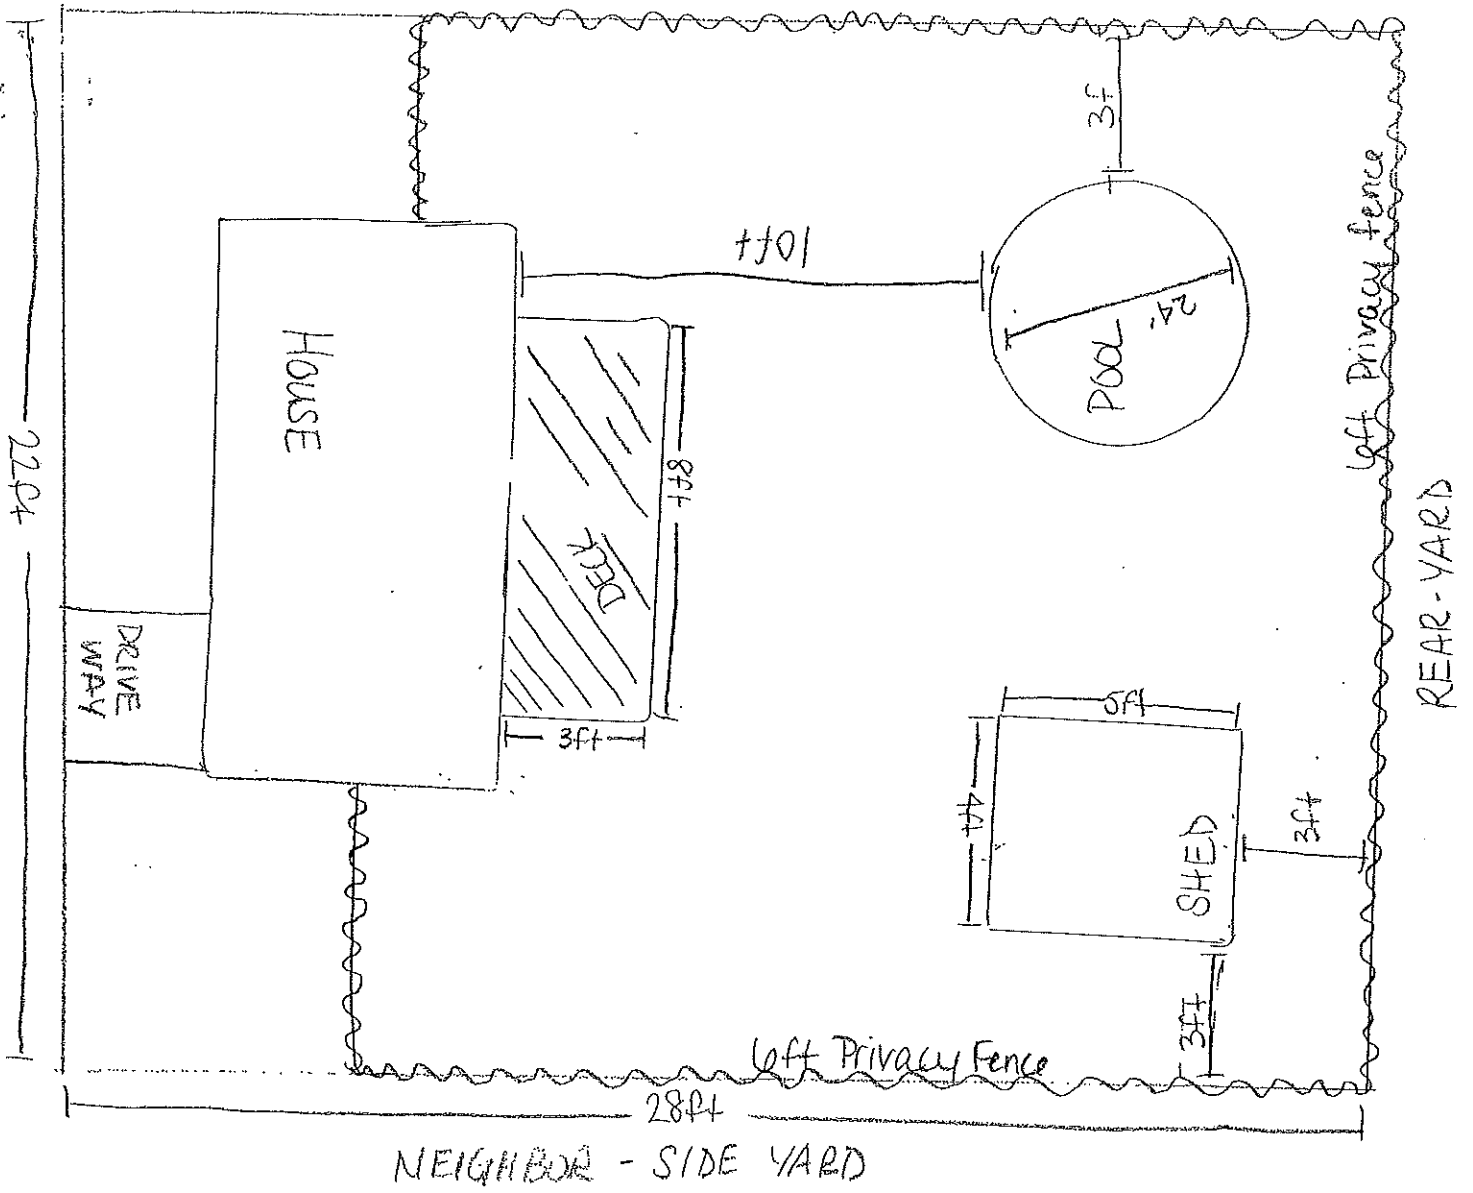 3f
10ft
24'
POOL
6ft Privacy fence
HOUSE
8ft
DECK
3ft
22ft
DRIVE
WAY
5ft
4ft
SHED
3ft
3FT
REAR-YARD
6ft Privacy Fence
28ft
NEIGHBOR - SIDE YARD